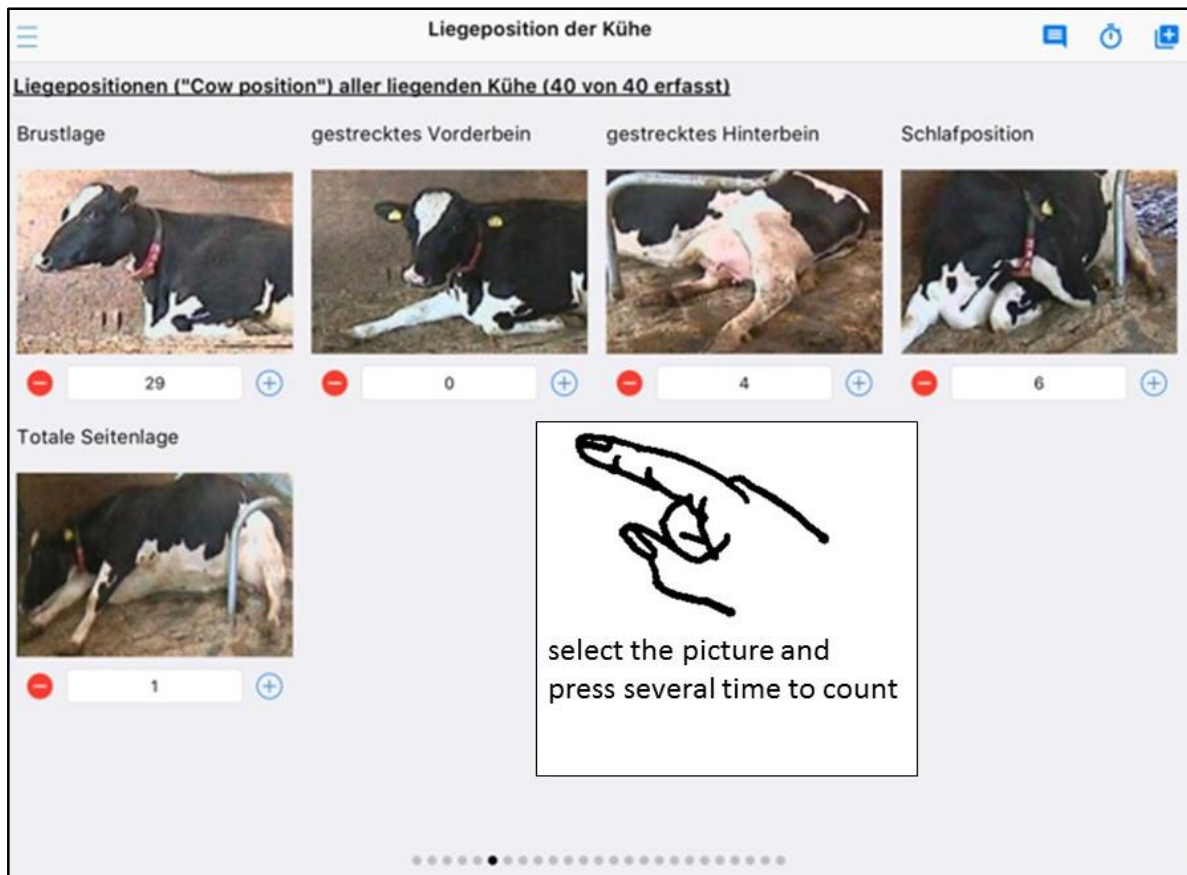 Liegeposition der Kühe
Liegepositionen ("Cow position") aller liegenden Kühe (40 von 40 erfasst)
Brustlage
gestrecktes Vorderbein
gestrecktes Hinterbein
Schlafposition
29
0
4
6
Totale Seitenlage
1
select the picture and
press several time to count